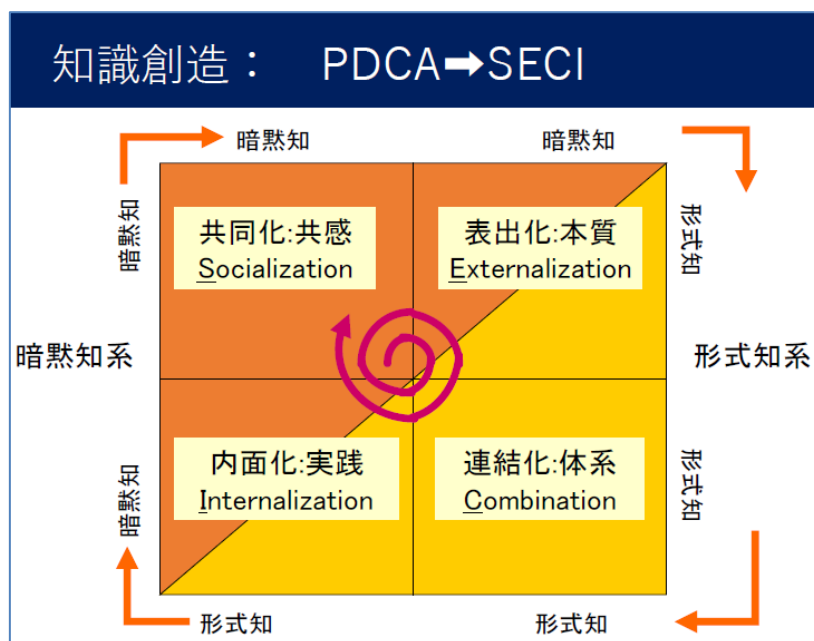 知識創造： PDCA➡SECI
暗黙知
暗黙知
暗黙知
形式知
共同化:共感
Socialization
表出化:本質
Externalization
暗黙知系
形式知系
内面化:実践
Internalization
連結化:体系
Combination
暗黙知
形式知
形式知
形式知